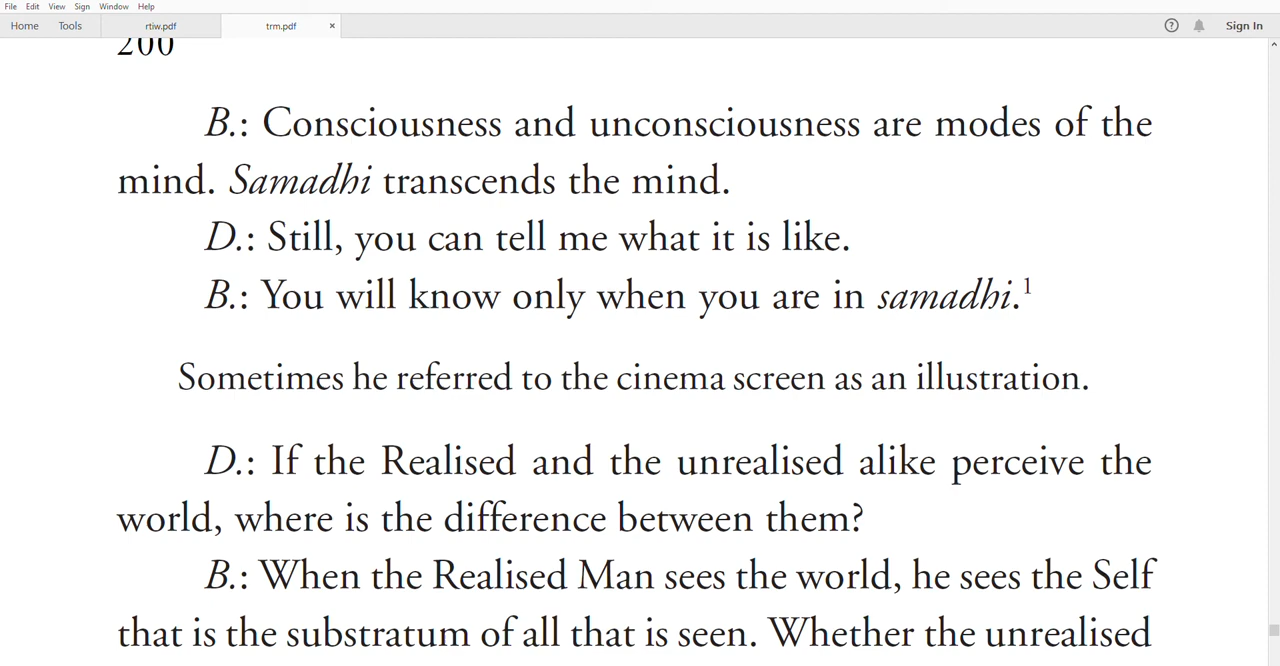 File Edit View Sign Window Help
Home Tools rtiw.pdf trm.pdf × ? Sign In
200
B.: Consciousness and unconsciousness are modes of the
mind. Samadhi transcends the mind.
D.: Still, you can tell me what it is like.
B.: You will know only when you are in samadhi.1
Sometimes he referred to the cinema screen as an illustration.
D.: If the Realised and the unrealised alike perceive the
world, where is the difference between them?
B.: When the Realised Man sees the world, he sees the Self
that is the substratum of all that is seen. Whether the unrealised